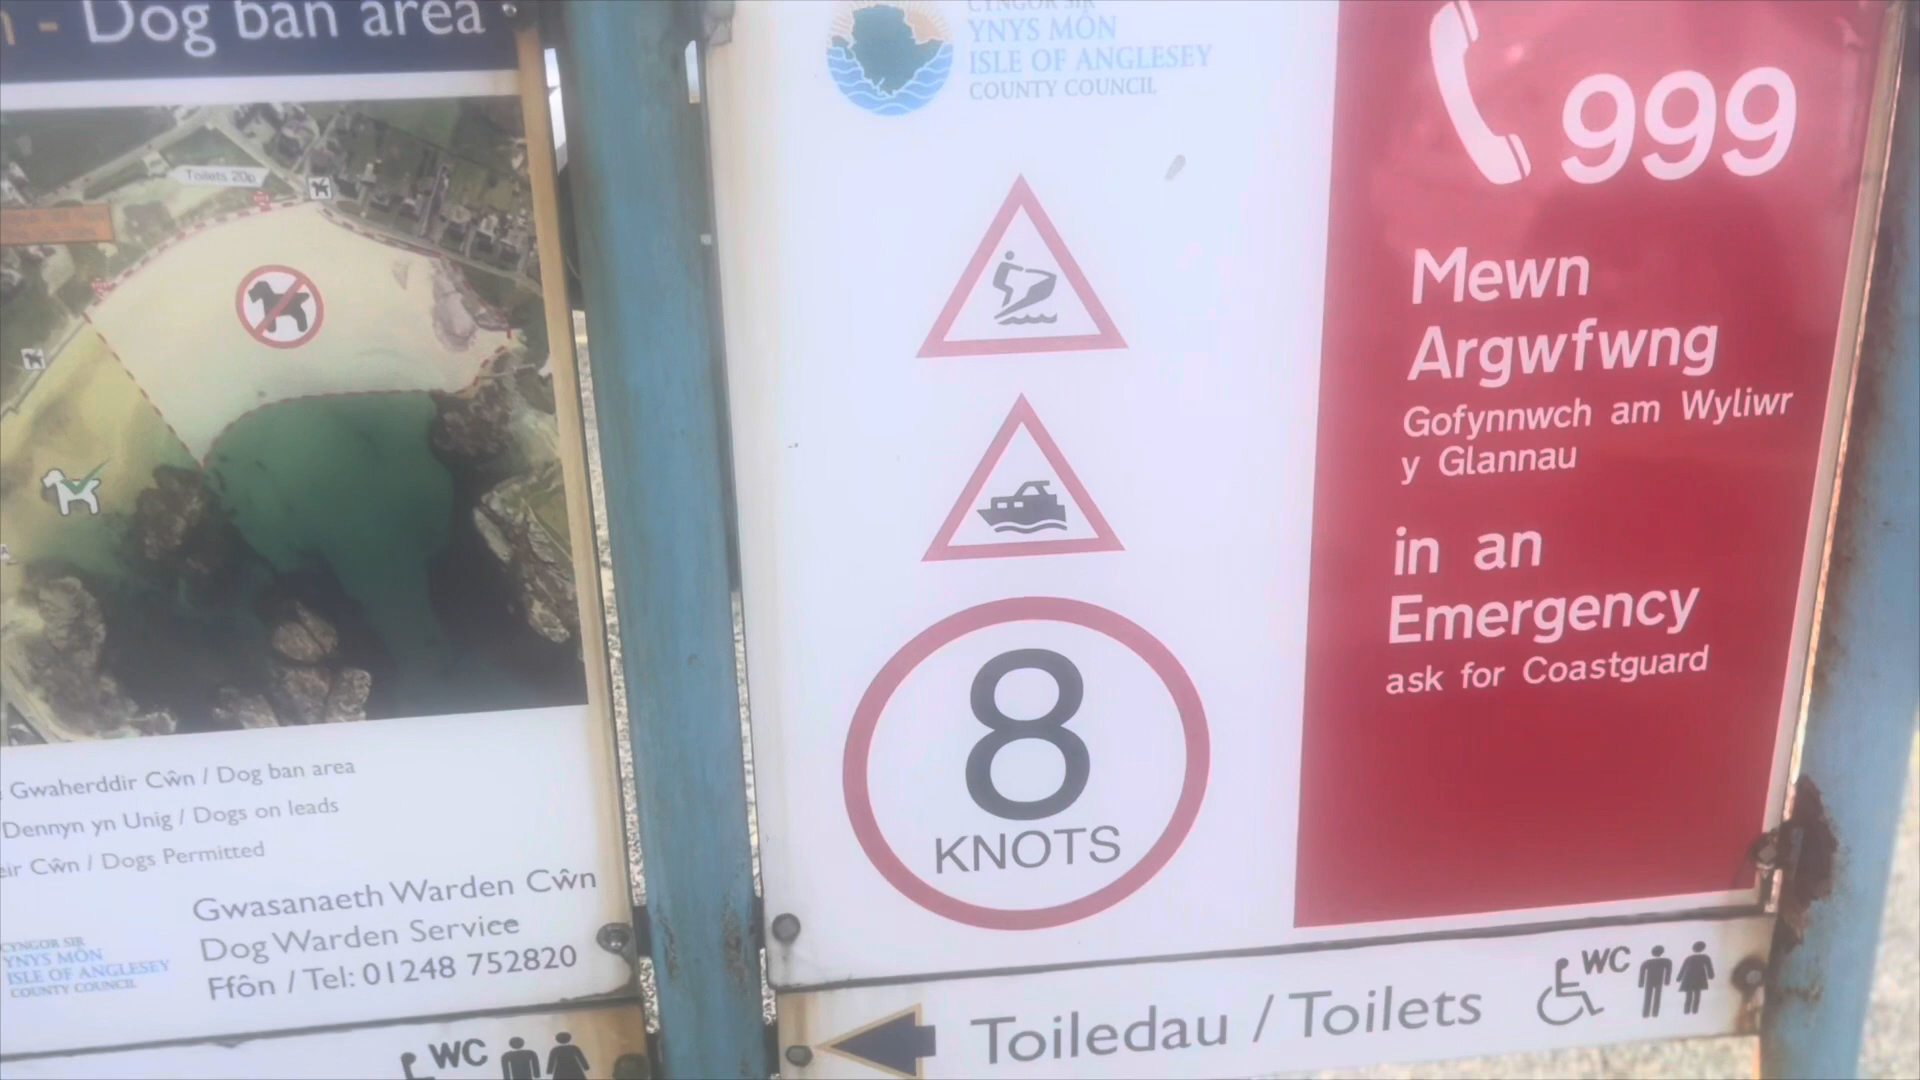 - Dog ban area
Toilets 20p
Gwaherddir Cŵn / Dog ban area
Dennyn yn Unig / Dogs on leads
Cŵn / Dogs Permitted
Gwasanaeth Warden Cŵn
Dog Warden Service
Ffôn / Tel: 01248 752820
CYNGOR SIR
YNYS MÔN
ISLE OF ANGLESEY
COUNTY COUNCIL
WC
CYNGOR SIR
YNYS MÔN
ISLE OF ANGLESEY
COUNTY COUNCIL
8
KNOTS
999
Mewn
Argwfwng
Gofynnwch am Wyliwr
y Glannau
in an
Emergency
ask for Coastguard
Toiledau / Toilets
WC